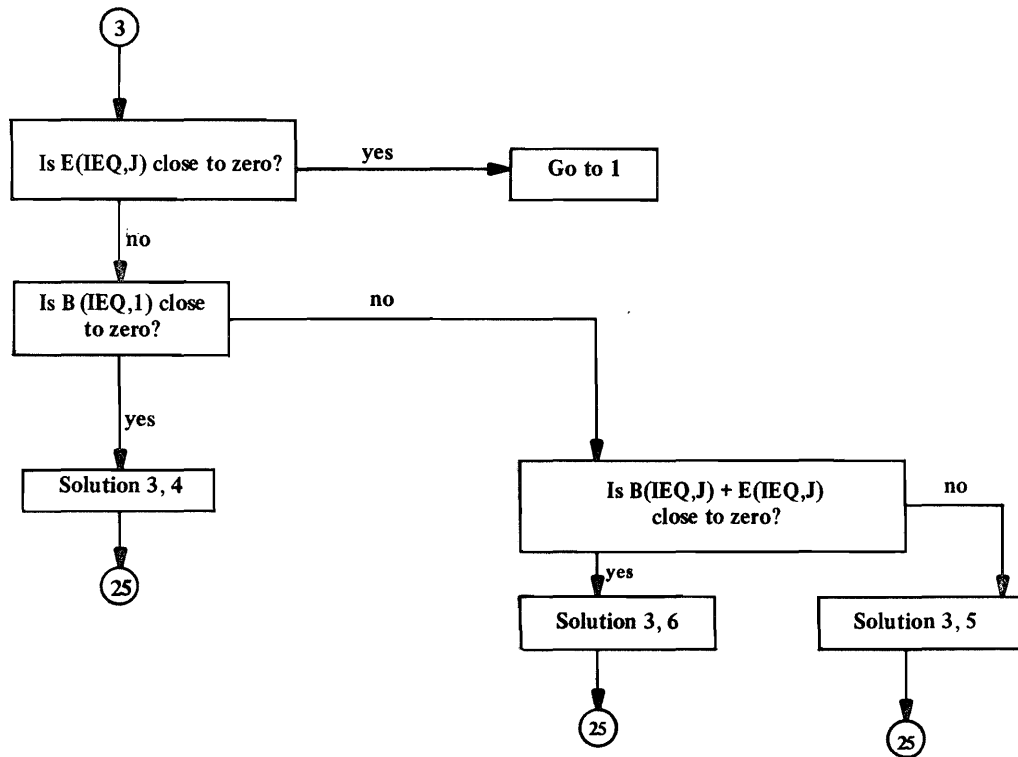 3
Is E(IEQ,J) close to zero?
yes
Go to 1
no
Is B(IEQ,1) close
to zero?
no
yes
Solution 3, 4
25
Is B(IEQ,J) + E(IEQ,J)
close to zero?
no
yes
Solution 3, 6
Solution 3, 5
25
25